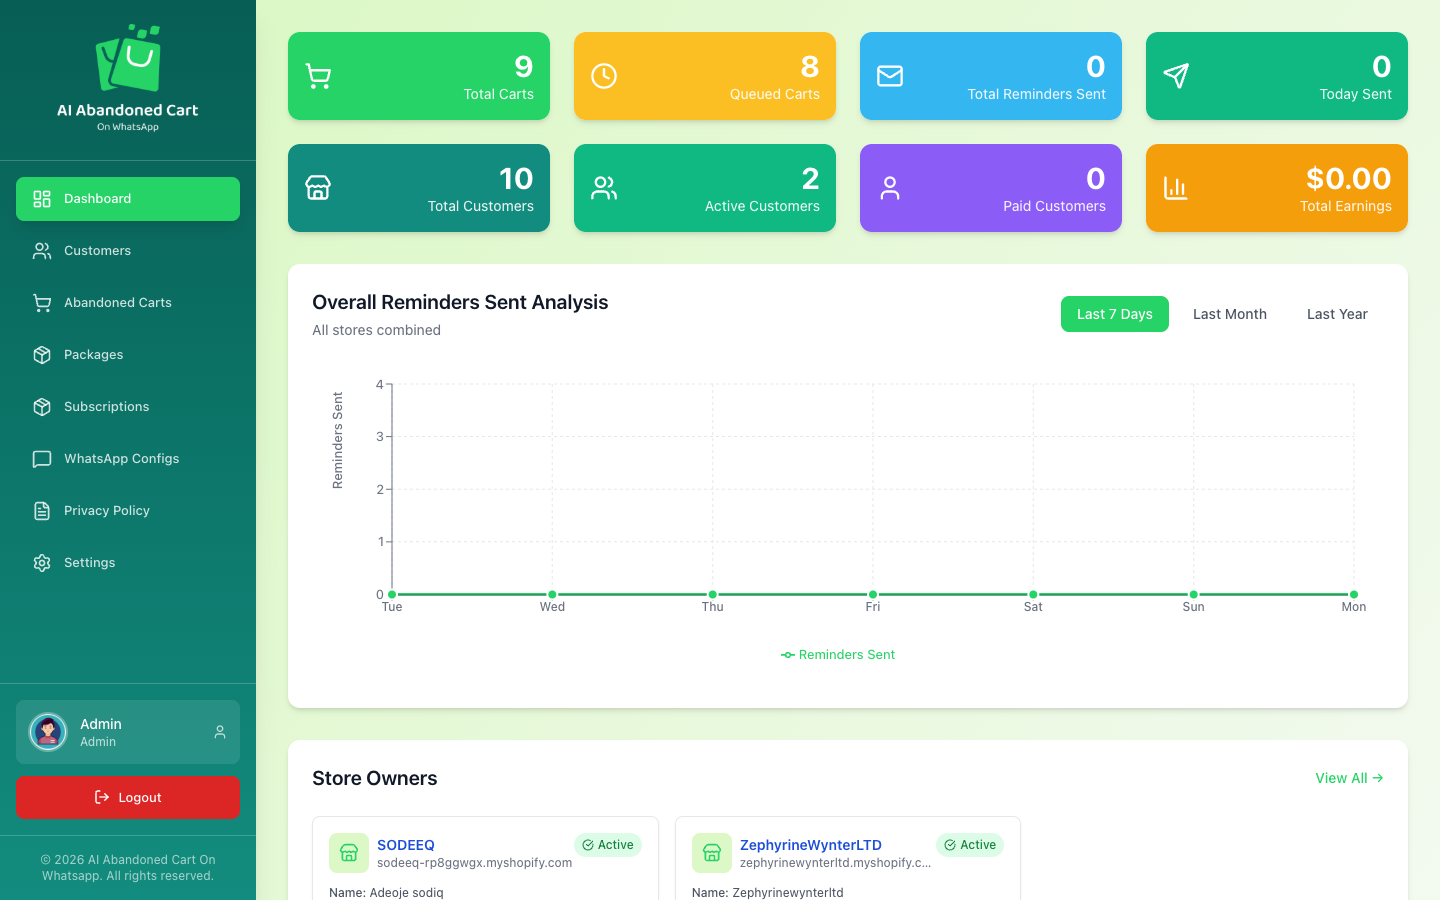 AI Abandoned Cart
On WhatsApp
Dashboard
Customers
Abandoned Carts
Packages
Subscriptions
WhatsApp Configs
Privacy Policy
Settings
Admin
Admin
Logout
© 2026 AI Abandoned Cart On
Whatsapp. All rights reserved.
9
Total Carts
8
Queued Carts
0
Total Reminders Sent
0
Today Sent
10
Total Customers
2
Active Customers
0
Paid Customers
$0.00
Total Earnings
Overall Reminders Sent Analysis
All stores combined
Last 7 Days
Last Month
Last Year
Reminders Sent
4
3
2
1
0
Tue
Wed
Thu
Fri
Sat
Sun
Mon
Reminders Sent
Store Owners
View All →
SODEEQ
sodeeq-rp8ggwgx.myshopify.com
Active
Name: Adeoje sodiq
ZephyrineWynterLTD
zephyrinewynterltd.myshopify.c...
Active
Name: Zephyrinewynterltd